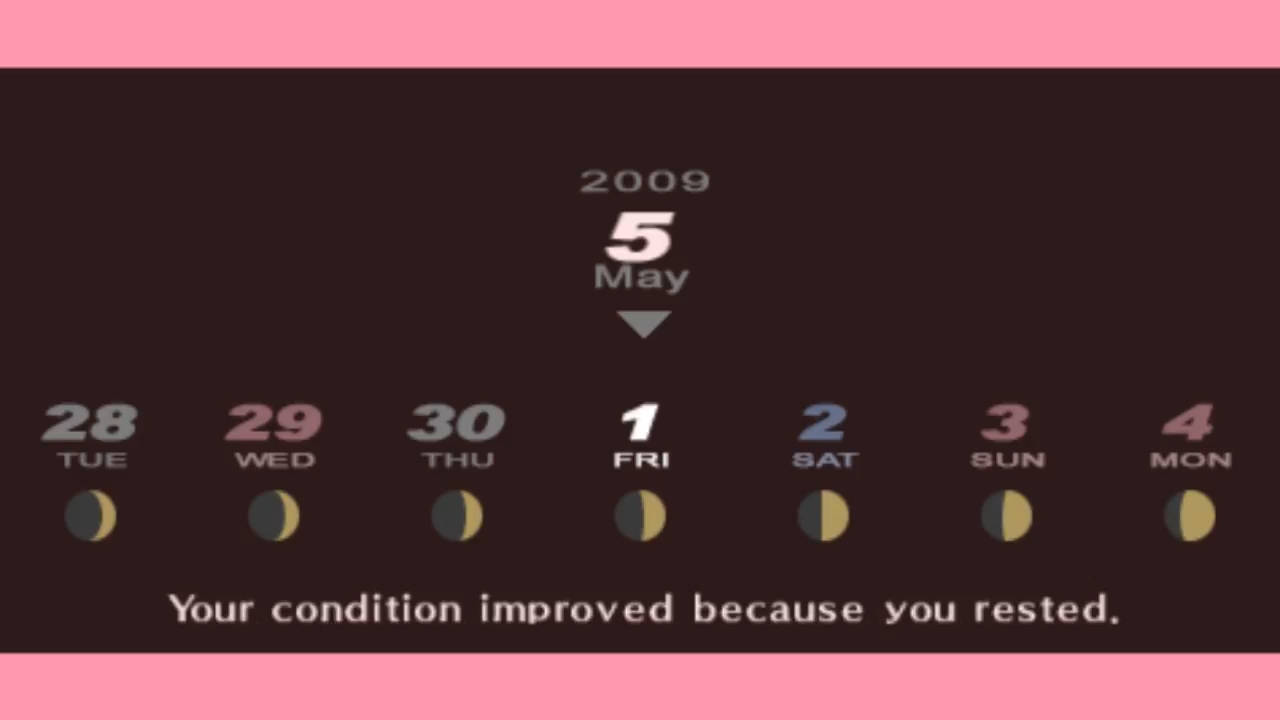 2009
5
May
28 29 30 1 2 3 4
TUE WED THU FRI SAT SUN MON
Your condition improved because you rested.